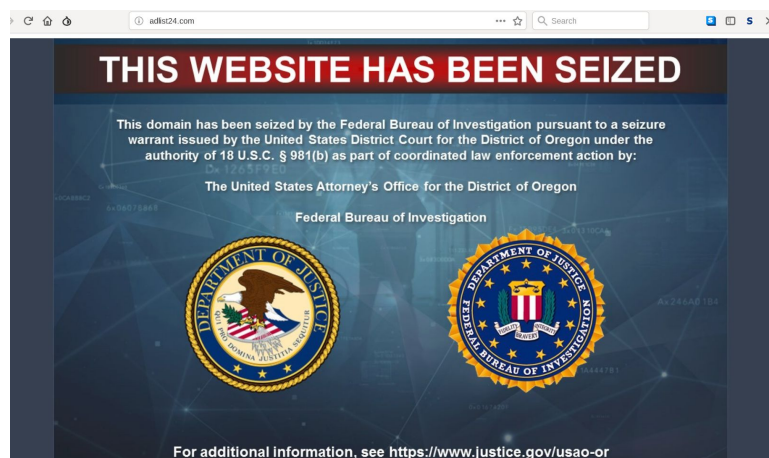 adlist24.com
Search
S
THIS WEBSITE HAS BEEN SEIZED
This domain has been seized by the Federal Bureau of Investigation pursuant to a seizure
warrant issued by the United States District Court for the District of Oregon under the
authority of 18 U.S.C. § 981(b) as part of coordinated law enforcement action by:
The United States Attorney's Office for the District of Oregon
Federal Bureau of Investigation
DEPARTMENT OF JUSTICE
QUI PRO DOMINA JUSTITIA SEQUITUR
DEPARTMENT OF JUSTICE
FIDELITY BRAVERY INTEGRITY
FEDERAL BUREAU OF INVESTIGATION
For additional information, see https://www.justice.gov/usao-or